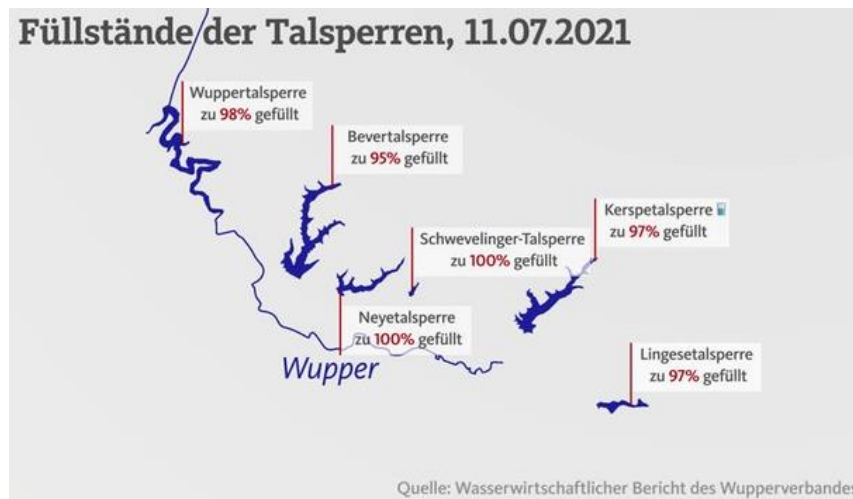 Füllstände der Talsperren, 11.07.2021
Wuppertalsperre
zu 98% gefüllt
Bevertalsperre
zu 95% gefüllt
Kerspetalsperre
zu 97% gefüllt
Schwevelinger-Talsperre
zu 100% gefüllt
Neyetalsperre
zu 100% gefüllt
Wupper
Lingesetalsperre
zu 97% gefüllt
Quelle: Wasserwirtschaftlicher Bericht des Wupperverbandes